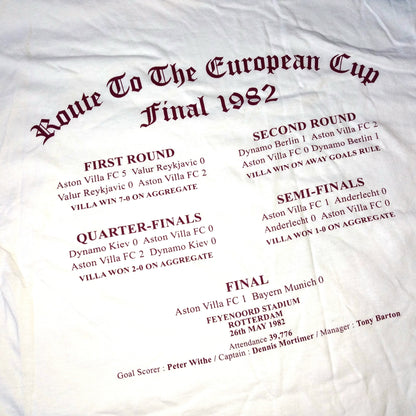 Route To The European Cup
Final 1982
FIRST ROUND
Aston Villa FC 5 Valur Reykjavic 0
Valur Reykjavic 0 Aston Villa FC 2
VILLA WIN 7-0 ON AGGREGATE
SECOND ROUND
Dynamo Berlin 1 Aston Villa FC 2
Aston Villa FC 0 Dynamo Berlin 1
VILLA WIN ON AWAY GOALS RULE
QUARTER-FINALS
Dynamo Kiev 0 Aston Villa FC 0
Aston Villa FC 2 Dynamo Kiev 0
VILLA WON 2-0 ON AGGREGATE
SEMI-FINALS
Aston Villa FC 1 Anderlecht 0
Anderlecht 0 Aston Villa FC 0
VILLA WON 1-0 ON AGGREGATE
FINAL
Aston Villa FC 1 Bayern Munich 0
FEYENOORD STADIUM
ROTTERDAM
26th MAY 1982
Attendance 39,776
Goal Scorer : Peter Withe / Captain : Dennis Mortimer / Manager : Tony Barton